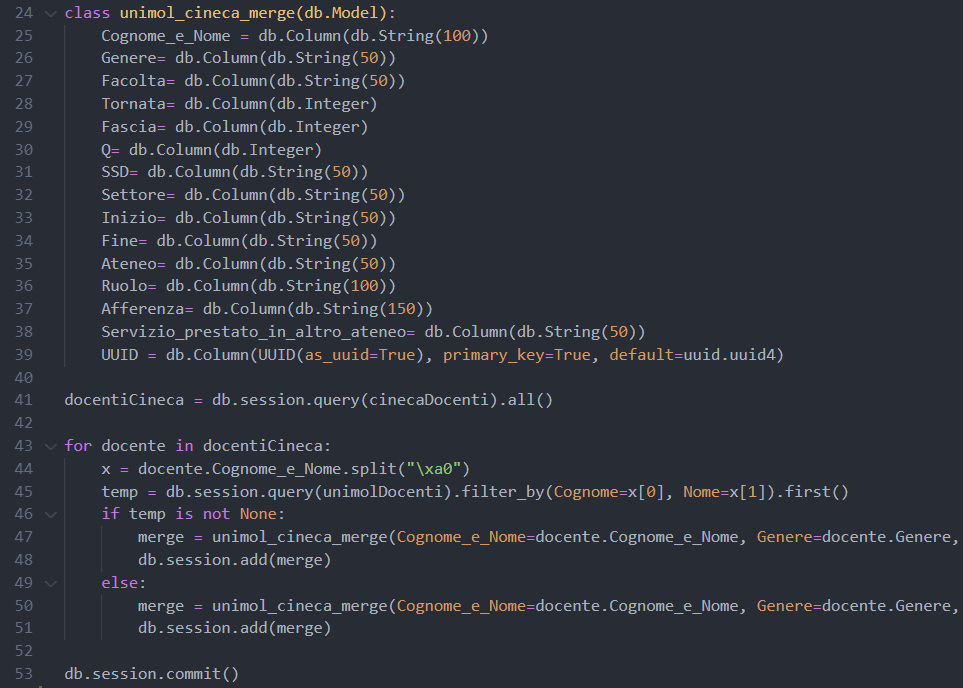 24 class unimol_cineca_merge(db.Model):
25     Cognome_e_Nome = db.Column(db.String(100))
26     Genere= db.Column(db.String(50))
27     Facolta= db.Column(db.String(50))
28     Tornata= db.Column(db.Integer)
29     Fascia= db.Column(db.Integer)
30     Q= db.Column(db.Integer)
31     SSD= db.Column(db.String(50))
32     Settore= db.Column(db.String(50))
33     Inizio= db.Column(db.String(50))
34     Fine= db.Column(db.String(50))
35     Ateneo= db.Column(db.String(50))
36     Ruolo= db.Column(db.String(100))
37     Afferenza= db.Column(db.String(150))
38     Servizio_prestato_in_altro_ateneo= db.Column(db.String(50))
39     UUID = db.Column(UUID(as_uuid=True), primary_key=True, default=uuid.uuid4)
40
41 docentiCineca = db.session.query(cinecaDocenti).all()
42
43 for docente in docentiCineca:
44     x = docente.Cognome_e_Nome.split("\xa0")
45     temp = db.session.query(unimolDocenti).filter_by(Cognome=x[0], Nome=x[1]).first()
46     if temp is not None:
47         merge = unimol_cineca_merge(Cognome_e_Nome=docente.Cognome_e_Nome, Genere=docente.Genere,
48         db.session.add(merge)
49     else:
50         merge = unimol_cineca_merge(Cognome_e_Nome=docente.Cognome_e_Nome, Genere=docente.Genere,
51         db.session.add(merge)
52
53 db.session.commit()